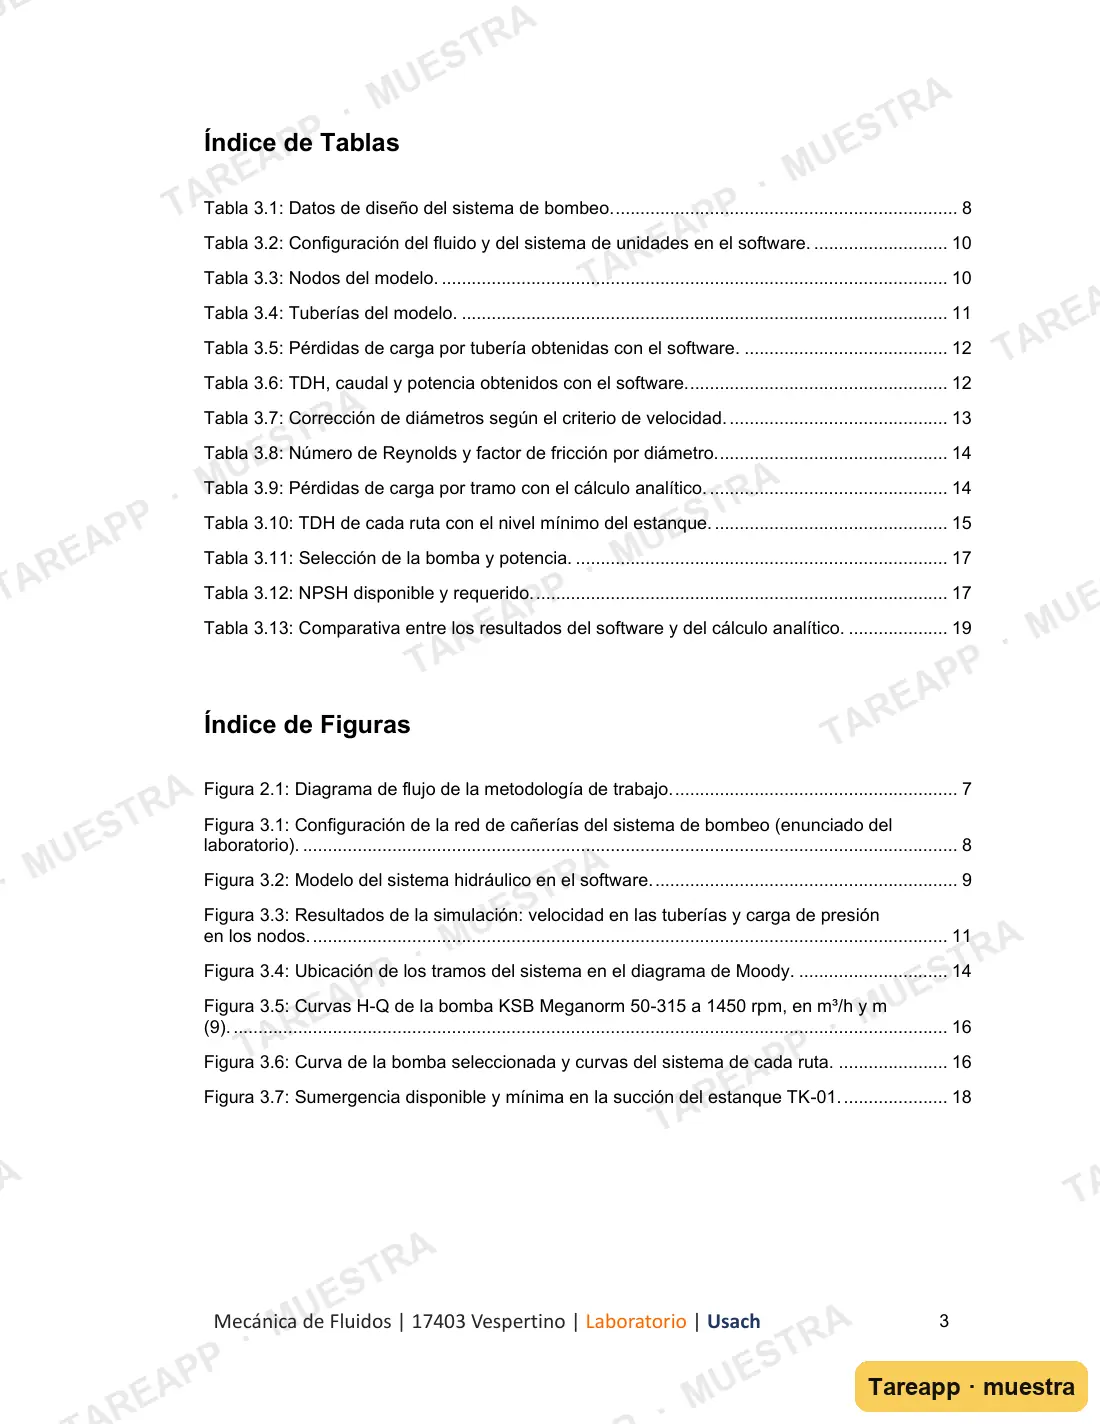 Índice de Tablas
Tabla 3.1: Datos de diseño del sistema de bombeo. 8
Tabla 3.2: Configuración del fluido y del sistema de unidades en el software. 10
Tabla 3.3: Nodos del modelo. 10
Tabla 3.4: Tuberías del modelo. 11
Tabla 3.5: Pérdidas de carga por tubería obtenidas con el software. 12
Tabla 3.6: TDH, caudal y potencia obtenidos con el software. 12
Tabla 3.7: Corrección de diámetros según el criterio de velocidad. 13
Tabla 3.8: Número de Reynolds y factor de fricción por diámetro. 14
Tabla 3.9: Pérdidas de carga por tramo con el cálculo analítico. 14
Tabla 3.10: TDH de cada ruta con el nivel mínimo del estanque. 15
Tabla 3.11: Selección de la bomba y potencia. 17
Tabla 3.12: NPSH disponible y requerido. 17
Tabla 3.13: Comparativa entre los resultados del software y del cálculo analítico. 19
Índice de Figuras
Figura 2.1: Diagrama de flujo de la metodología de trabajo. 7
Figura 3.1: Configuración de la red de cañerías del sistema de bombeo (enunciado del
laboratorio). 8
Figura 3.2: Modelo del sistema hidráulico en el software. 9
Figura 3.3: Resultados de la simulación: velocidad en las tuberías y carga de presión
en los nodos. 11
Figura 3.4: Ubicación de los tramos del sistema en el diagrama de Moody. 14
Figura 3.5: Curvas H-Q de la bomba KSB Meganorm 50-315 a 1450 rpm, en m³/h y m
(9). 16
Figura 3.6: Curva de la bomba seleccionada y curvas del sistema de cada ruta. 16
Figura 3.7: Sumergencia disponible y mínima en la succión del estanque TK-01. 18
Mecánica de Fluidos | 17403 Vespertino | Laboratorio | Usach 3
TAREAPP · MUESTRA
Tareapp · muestra